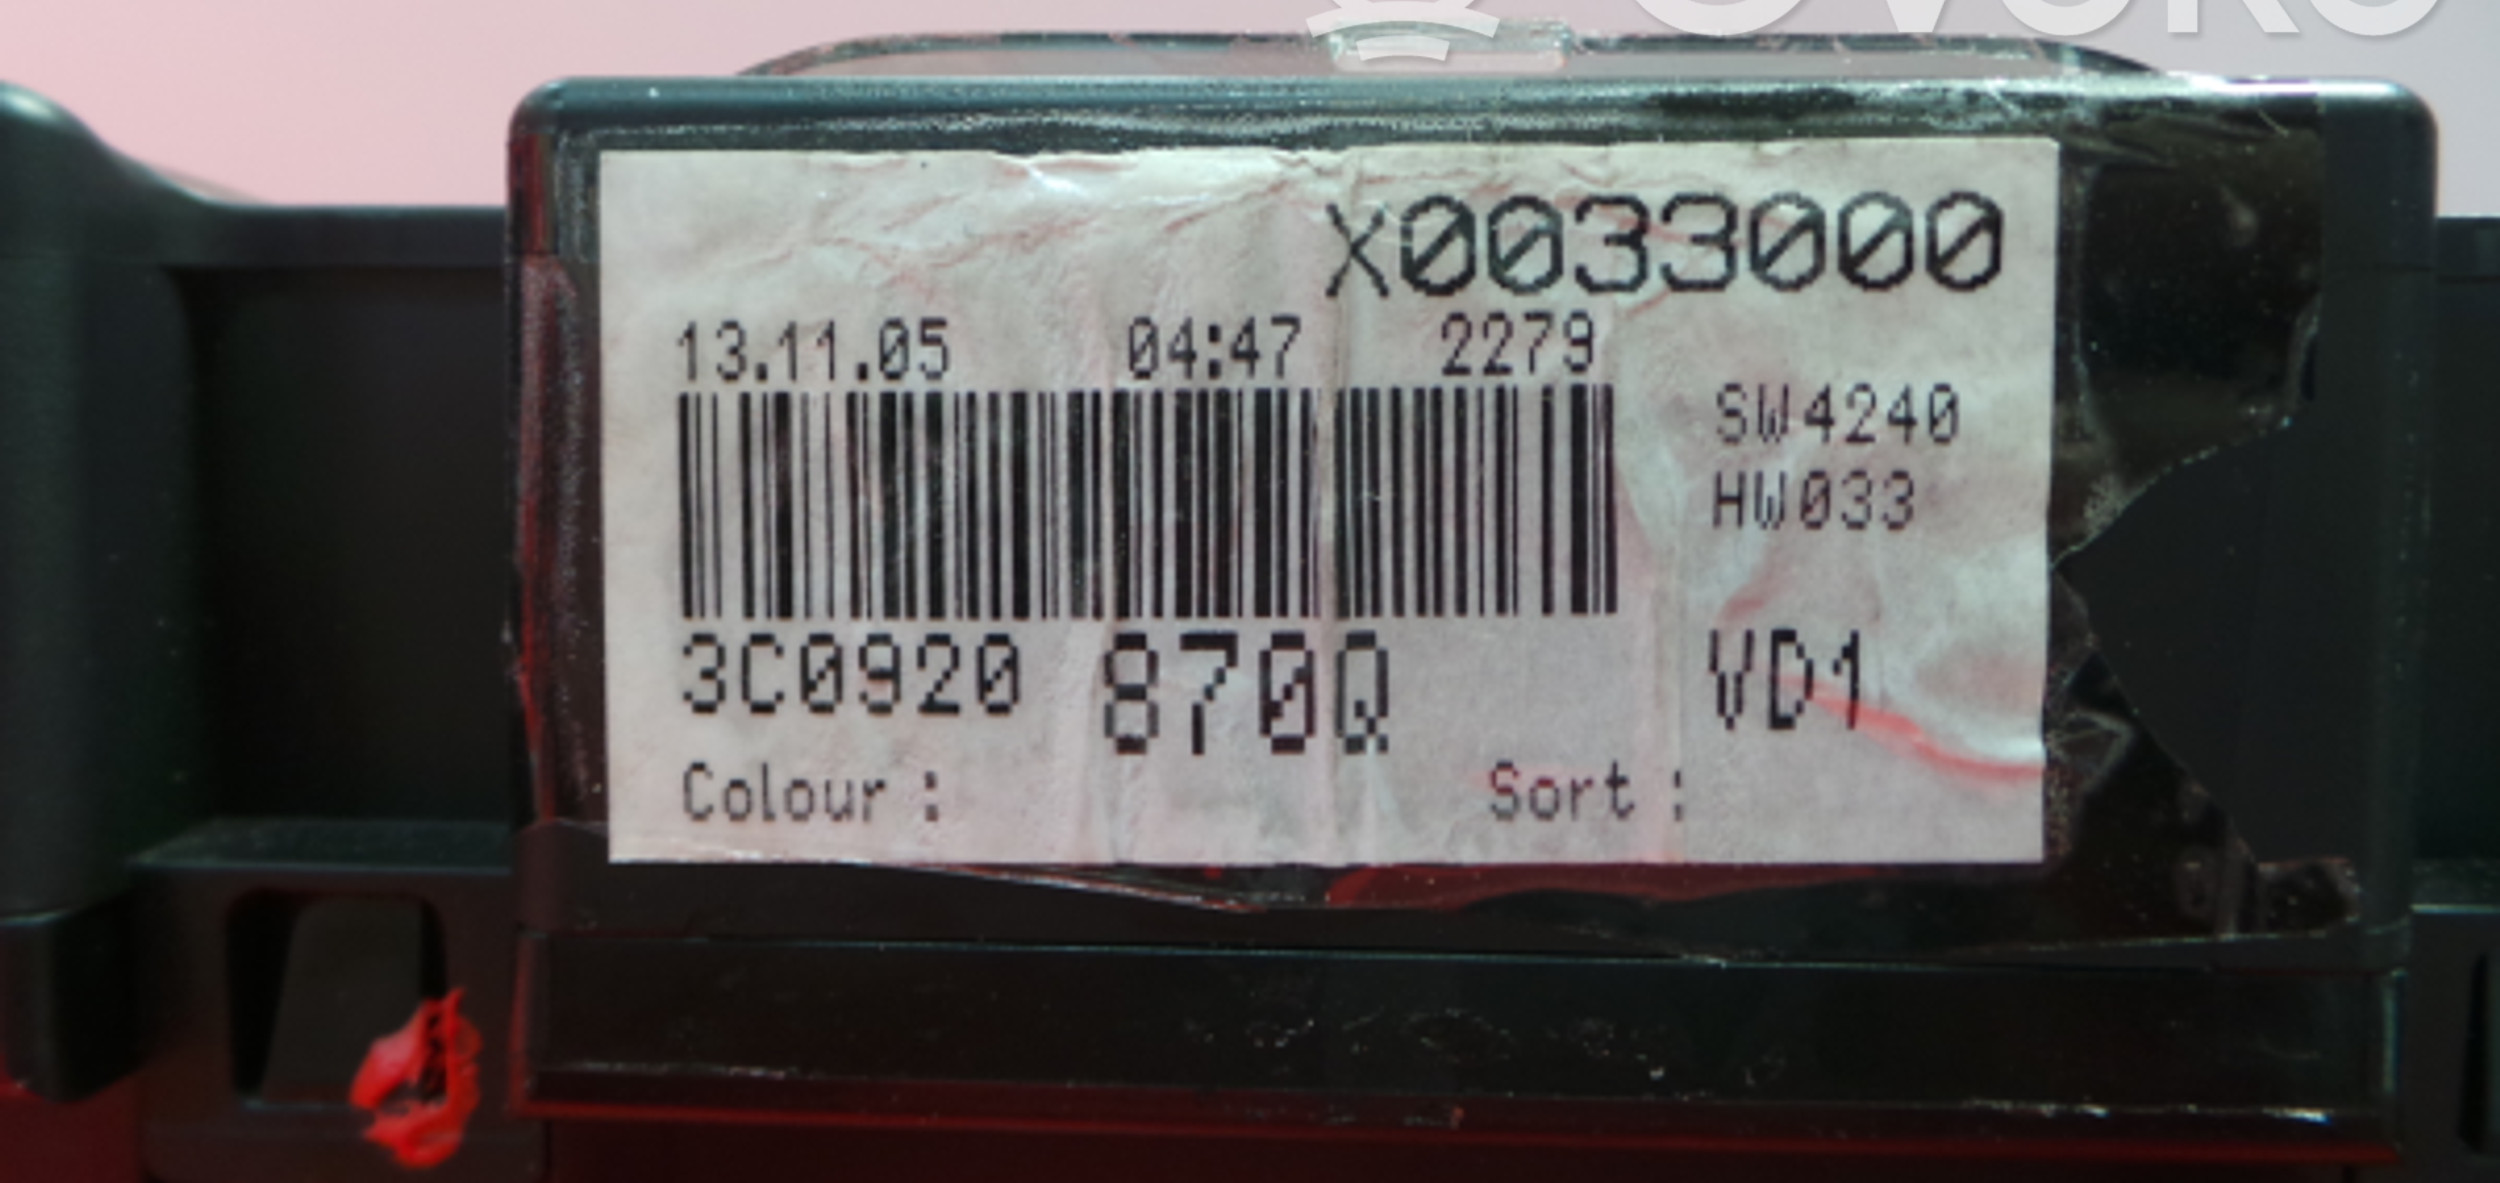 X0033000
13.11.05 04:47 2279
SW4240
HW033
3C0920 870Q VD1
Colour : Sort :